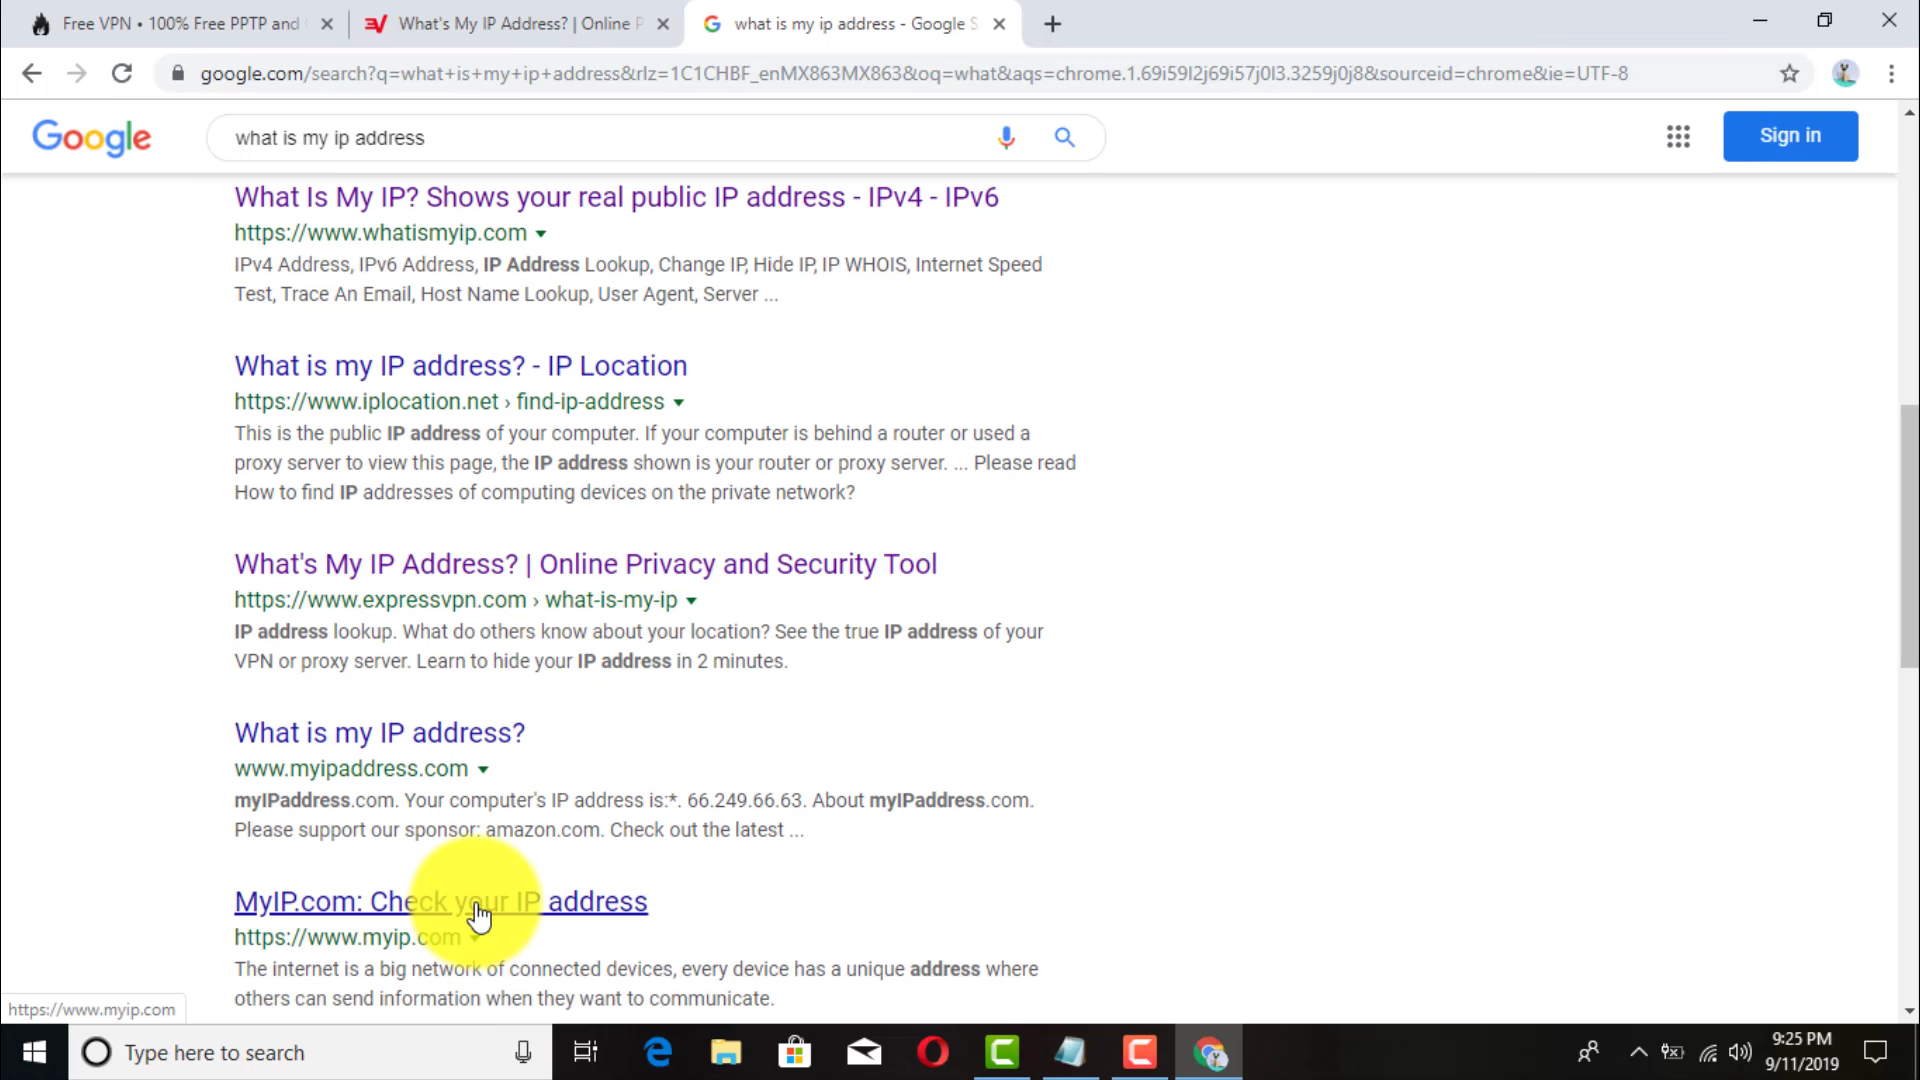 Free VPN • 100% Free PPTP and
What's My IP Address? | Online P
what is my ip address - Google S
google.com/search?q=what+is+my+ip+address&rlz=1C1CHBF_enMX863MX863&oq=what&aqs=chrome.1.69i59l2j69i57j0l3.3259j0j8&sourceid=chrome&ie=UTF-8
Google
what is my ip address
Sign in
What Is My IP? Shows your real public IP address - IPv4 - IPv6
https://www.whatismyip.com
IPv4 Address, IPv6 Address, IP Address Lookup, Change IP, Hide IP, IP WHOIS, Internet Speed
Test, Trace An Email, Host Name Lookup, User Agent, Server ...
What is my IP address? - IP Location
https://www.iplocation.net › find-ip-address
This is the public IP address of your computer. If your computer is behind a router or used a
proxy server to view this page, the IP address shown is your router or proxy server. ... Please read
How to find IP addresses of computing devices on the private network?
What's My IP Address? | Online Privacy and Security Tool
https://www.expressvpn.com › what-is-my-ip
IP address lookup. What do others know about your location? See the true IP address of your
VPN or proxy server. Learn to hide your IP address in 2 minutes.
What is my IP address?
www.myipaddress.com
myIPaddress.com. Your computer's IP address is:*. 66.249.66.63. About myIPaddress.com.
Please support our sponsor: amazon.com. Check out the latest ...
MyIP.com: Check your IP address
https://www.myip.com
The internet is a big network of connected devices, every device has a unique address where
others can send information when they want to communicate.
https://www.myip.com
Type here to search
9:25 PM
9/11/2019